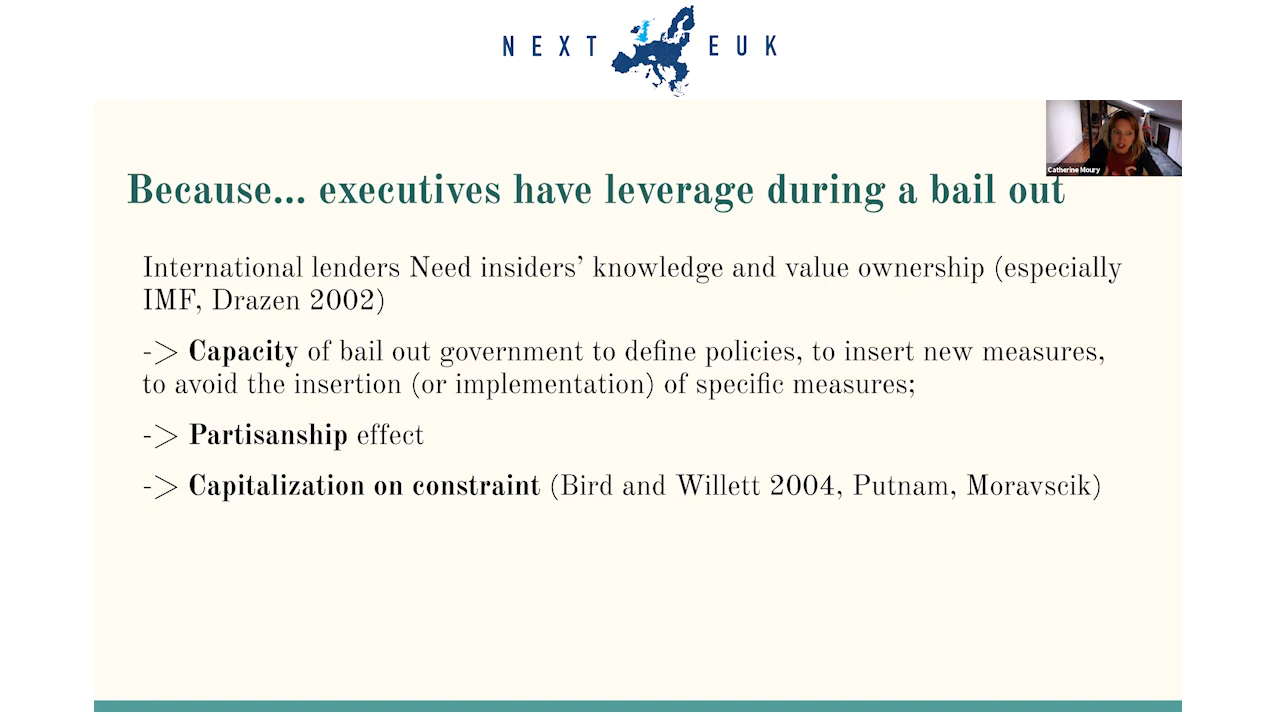 NEXT EUK
Catherine Moury
Because... executives have leverage during a bail out
International lenders Need insiders’ knowledge and value ownership (especially
IMF, Drazen 2002)
-> Capacity of bail out government to define policies, to insert new measures,
to avoid the insertion (or implementation) of specific measures;
-> Partisanship effect
-> Capitalization on constraint (Bird and Willett 2004, Putnam, Moravscik)